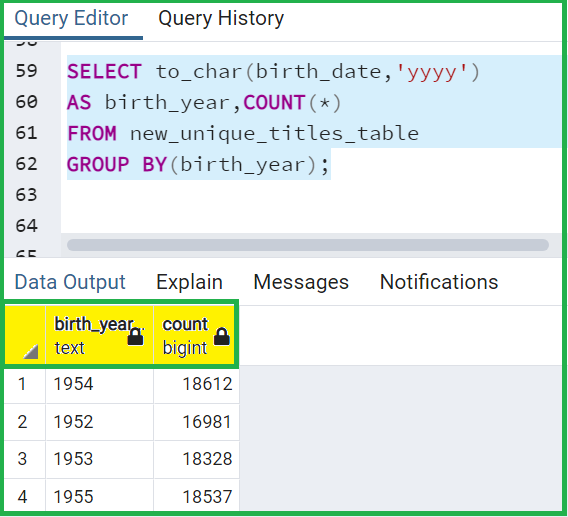 Query Editor Query History
58
59 SELECT to_char(birth_date,'yyyy')
60 AS birth_year,COUNT(*)
61 FROM new_unique_titles_table
62 GROUP BY(birth_year);
63
64
65
Data Output Explain Messages Notifications
birth_year... count
text bigint
1 1954 18612
2 1952 16981
3 1953 18328
4 1955 18537